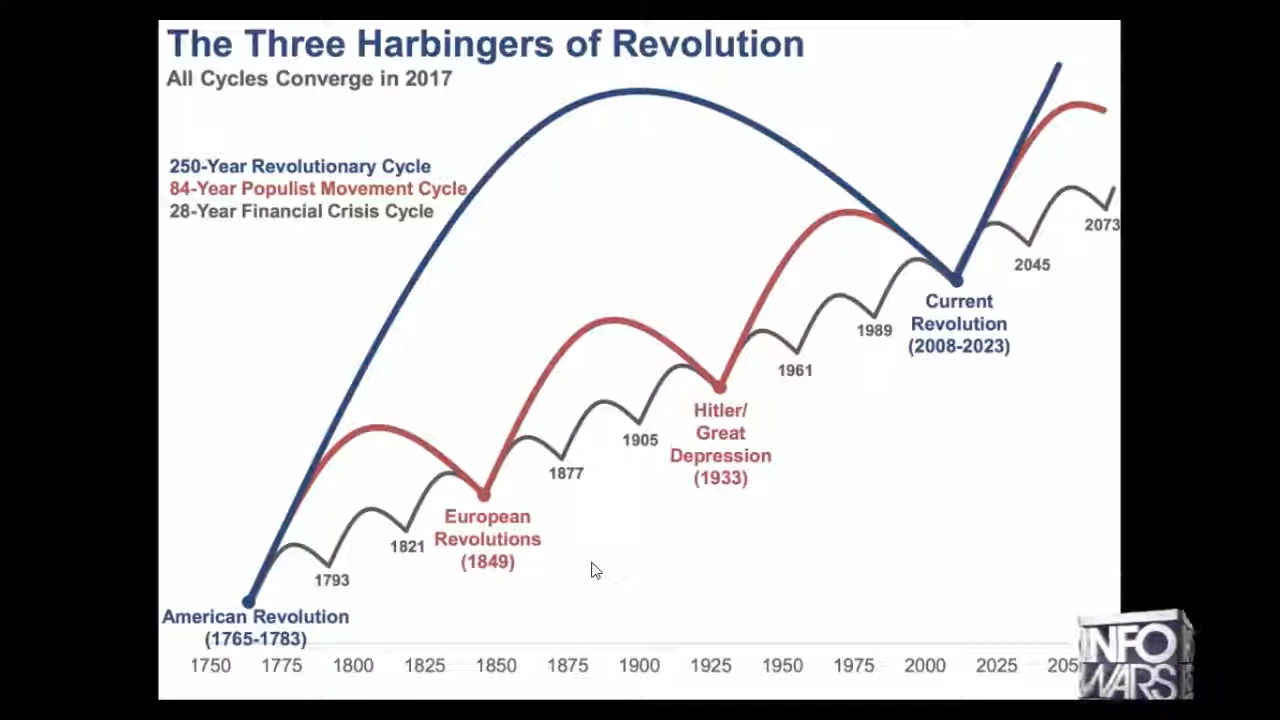 The Three Harbingers of Revolution
All Cycles Converge in 2017
250-Year Revolutionary Cycle
84-Year Populist Movement Cycle
28-Year Financial Crisis Cycle
2073
2045
Current
Revolution
(2008-2023)
1989
1961
Hitler/
Great
Depression
(1933)
1905
1877
European
Revolutions
(1849)
1821
1793
American Revolution
(1765-1783)
1750 1775 1800 1825 1850 1875 1900 1925 1950 1975 2000 2025 205
INFO
WARS